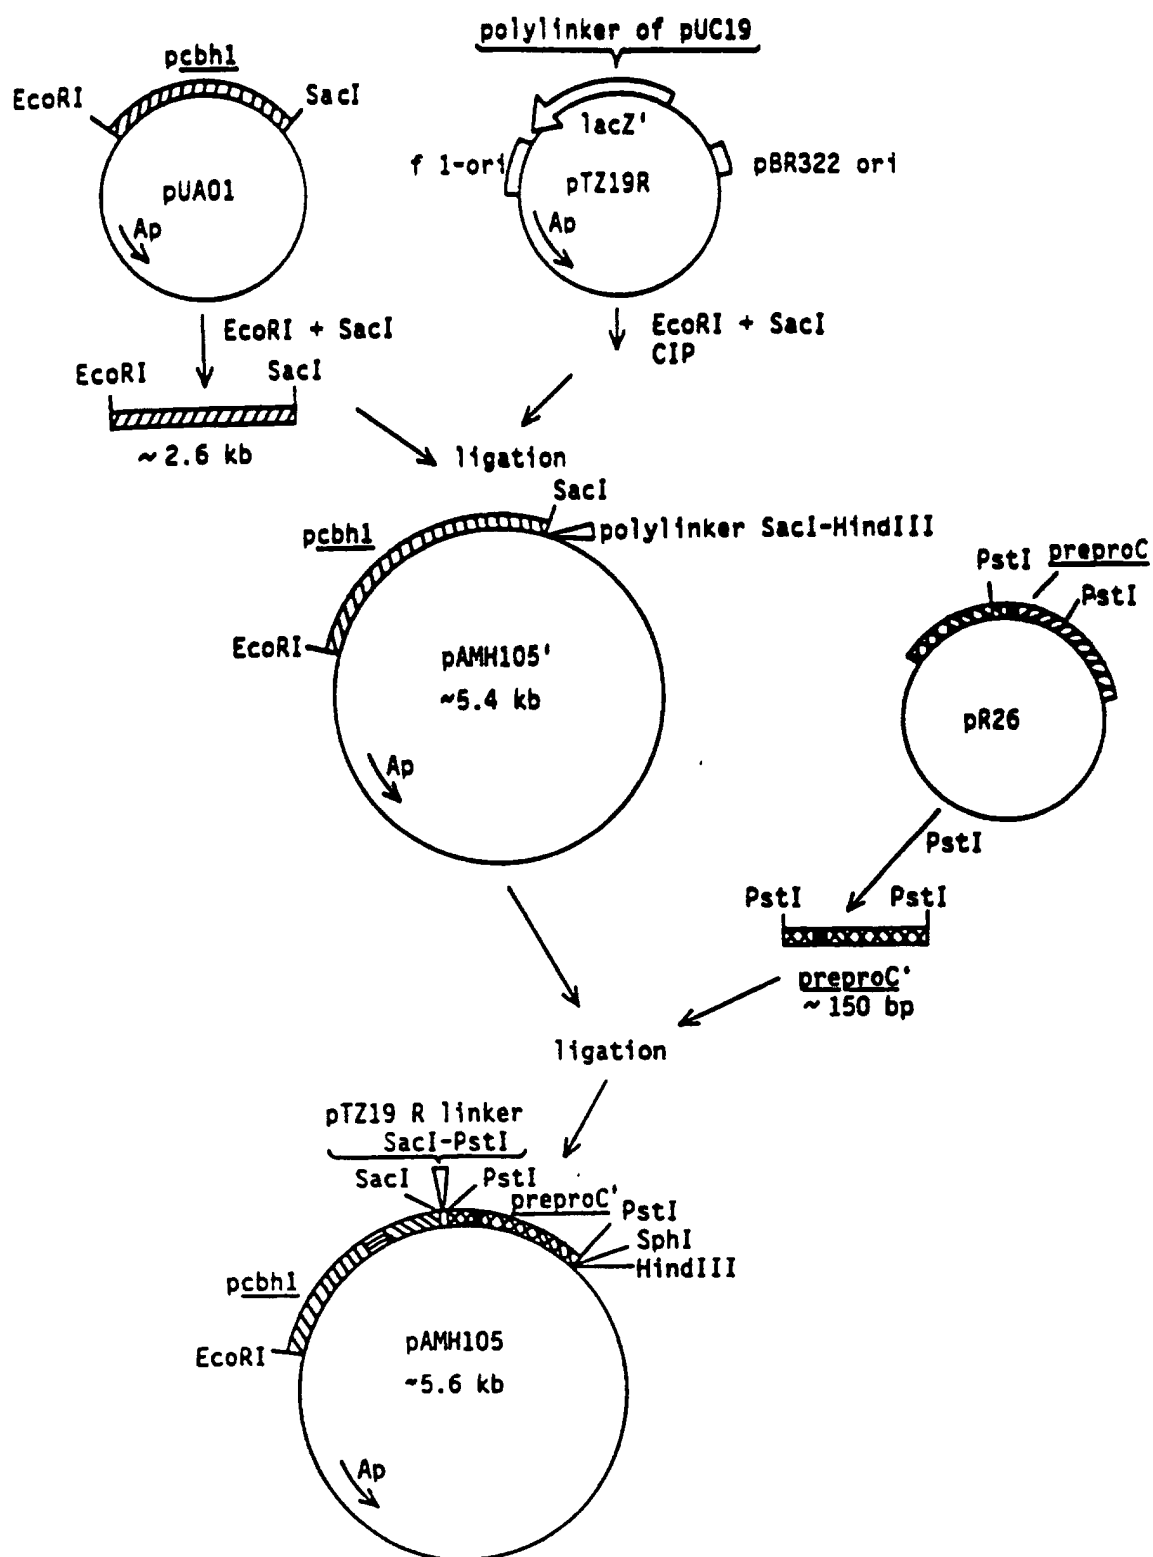 polylinker of pUC19
pcbh1
EcoRI
SacI
lacZ'
f 1-ori
pBR322 ori
pUA01
pTZ19R
Ap
Ap
EcoRI + SacI
EcoRI + SacI
CIP
EcoRI
SacI
~2.6 kb
ligation
SacI
pcbh1
polylinker SacI-HindIII
PstI
preproC
PstI
EcoRI
pAMH105'
~5.4 kb
pR26
Ap
PstI
PstI
PstI
preproC'
~150 bp
ligation
pTZ19 R linker
SacI-PstI
SacI
PstI
preproC'
PstI
SphI
HindIII
pcbh1
EcoRI
pAMH105
~5.6 kb
Ap